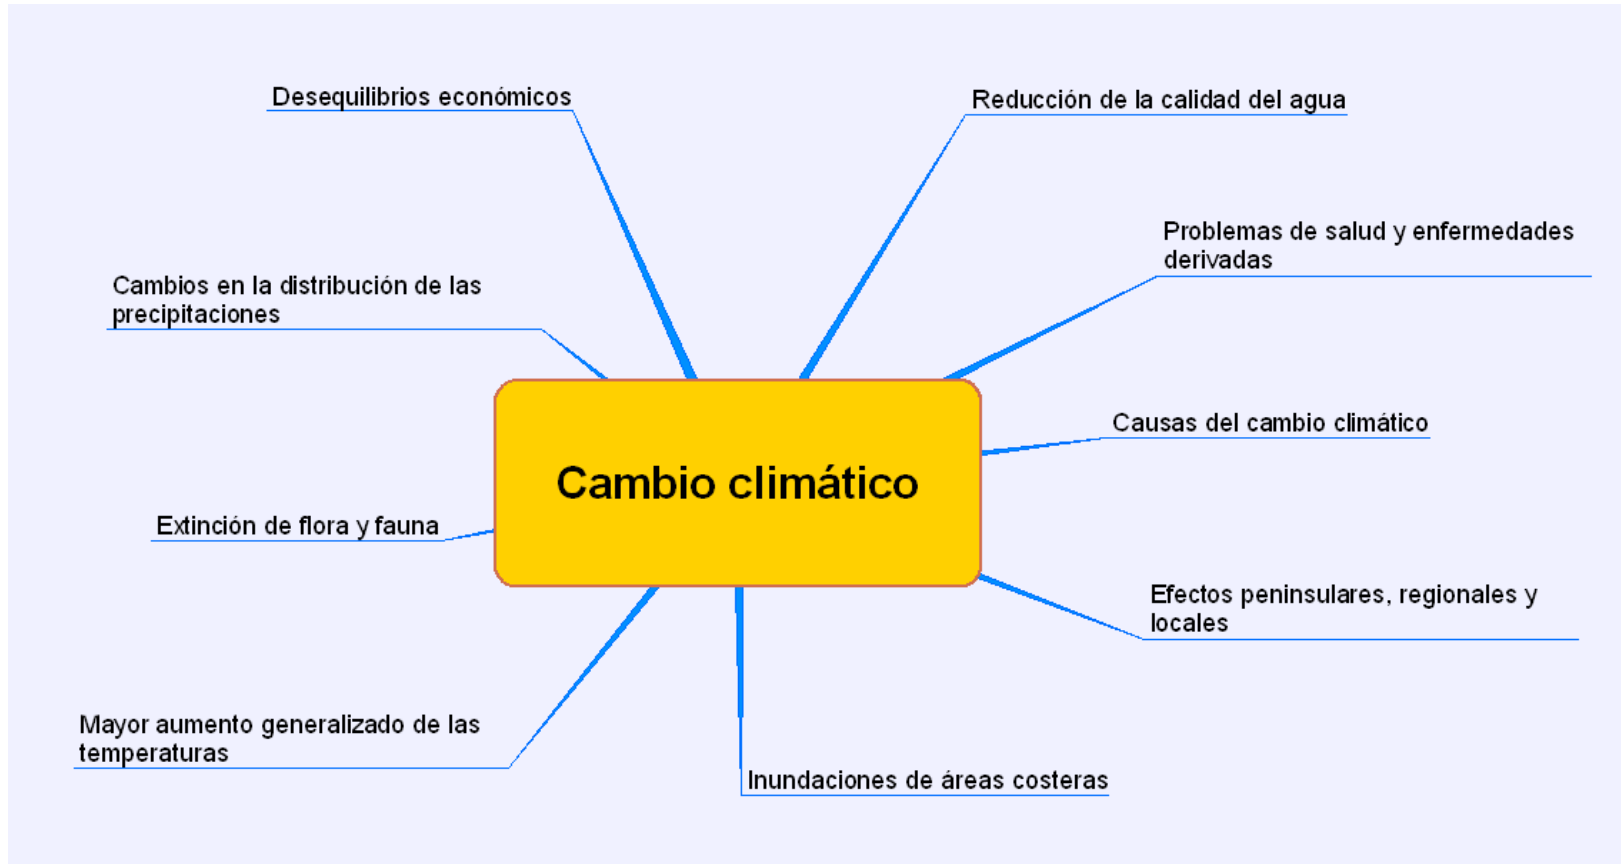 Desequilibrios económicos
Reducción de la calidad del agua
Problemas de salud y enfermedades
derivadas
Cambios en la distribución de las
precipitaciones
Causas del cambio climático
Cambio climático
Extinción de flora y fauna
Efectos peninsulares, regionales y
locales
Mayor aumento generalizado de las
temperaturas
Inundaciones de áreas costeras